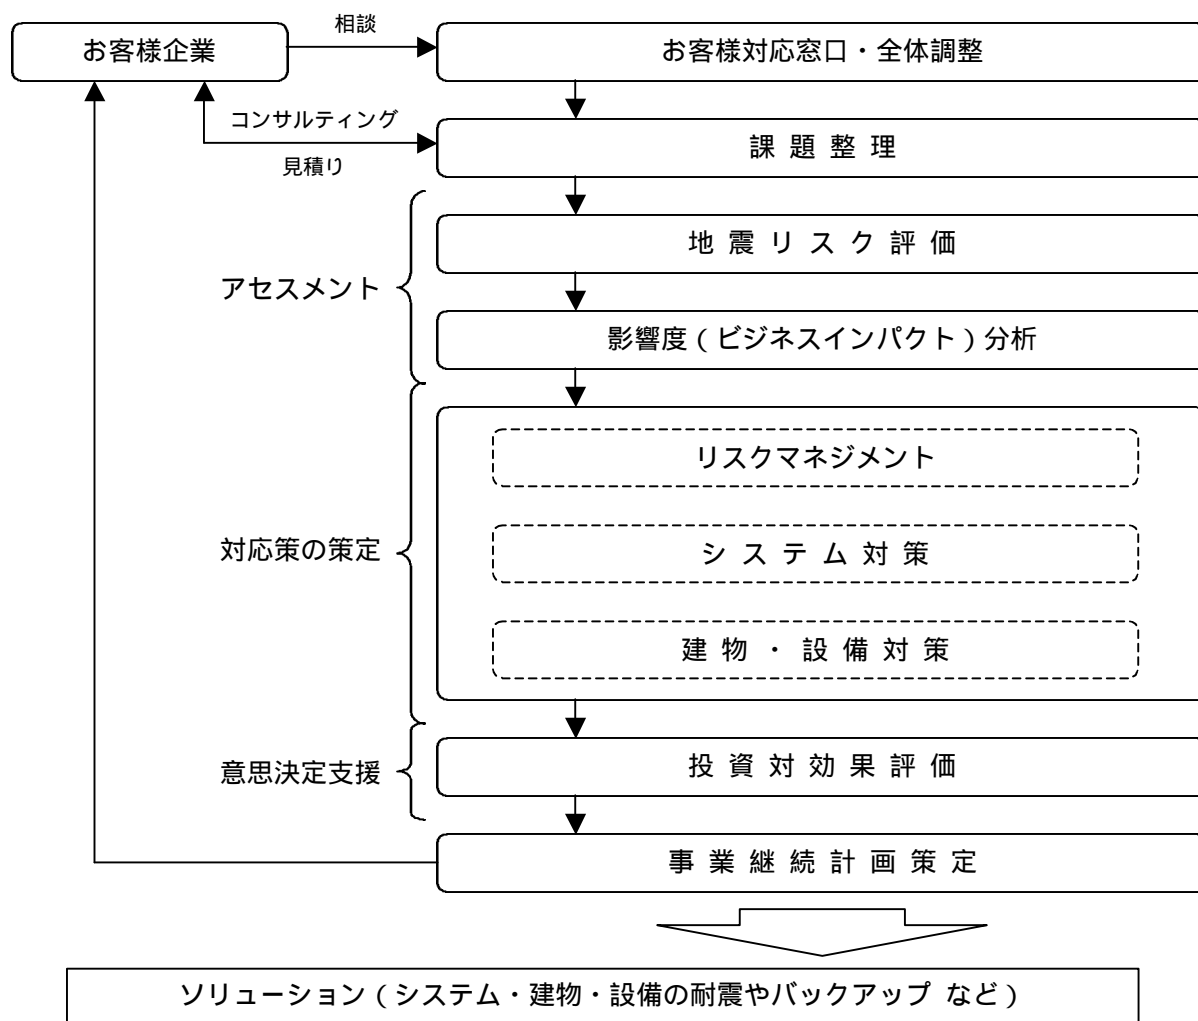 相談
お客様企業
お客様対応窓口・全体調整
コンサルティング
見積り
課題整理
地震リスク評価
アセスメント
影響度（ビジネスインパクト）分析
リスクマネジメント
対応策の策定
システム対策
建物・設備対策
意思決定支援
投資対効果評価
事業継続計画策定
ソリューション（システム・建物・設備の耐震やバックアップ など）